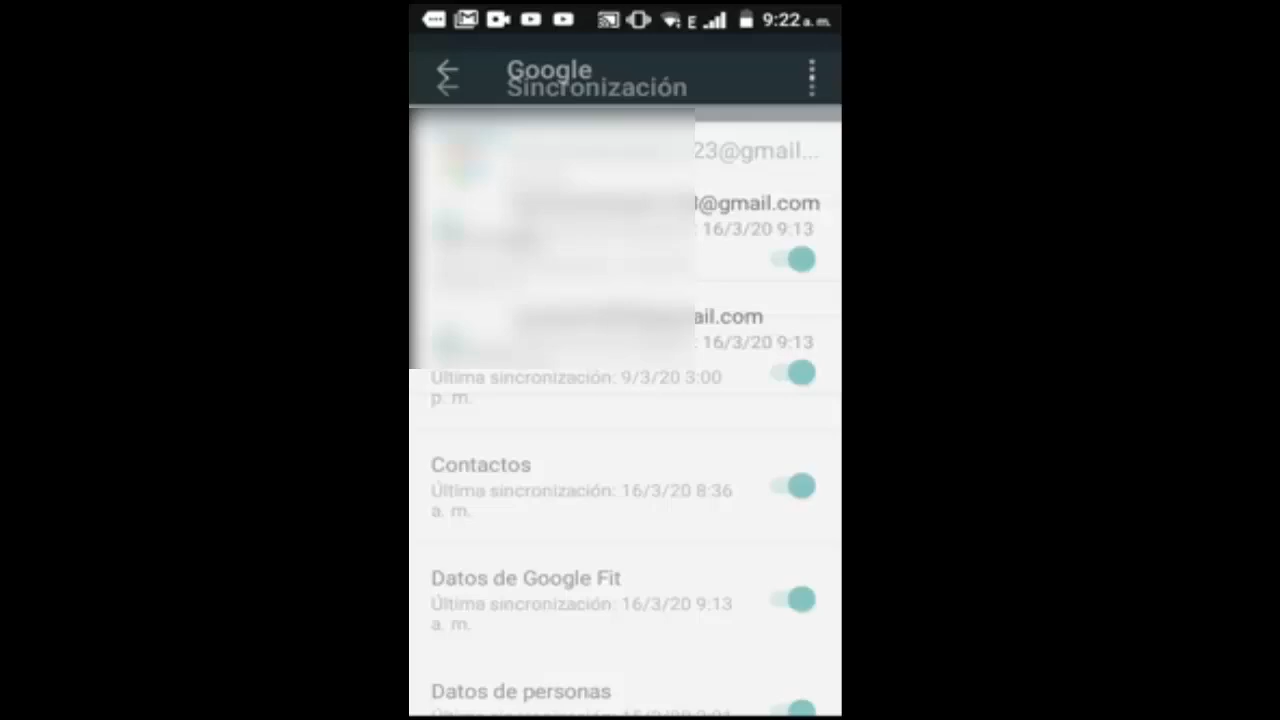 E 9:22 a. m.
Google
Sincronización
23@gmail...
@gmail.com
: 16/3/20 9:13
ail.com
: 16/3/20 9:13
Última sincronización: 9/3/20 3:00
p. m.
Contactos
Última sincronización: 16/3/20 8:36
a. m.
Datos de Google Fit
Última sincronización: 16/3/20 9:13
a. m.
Datos de personas